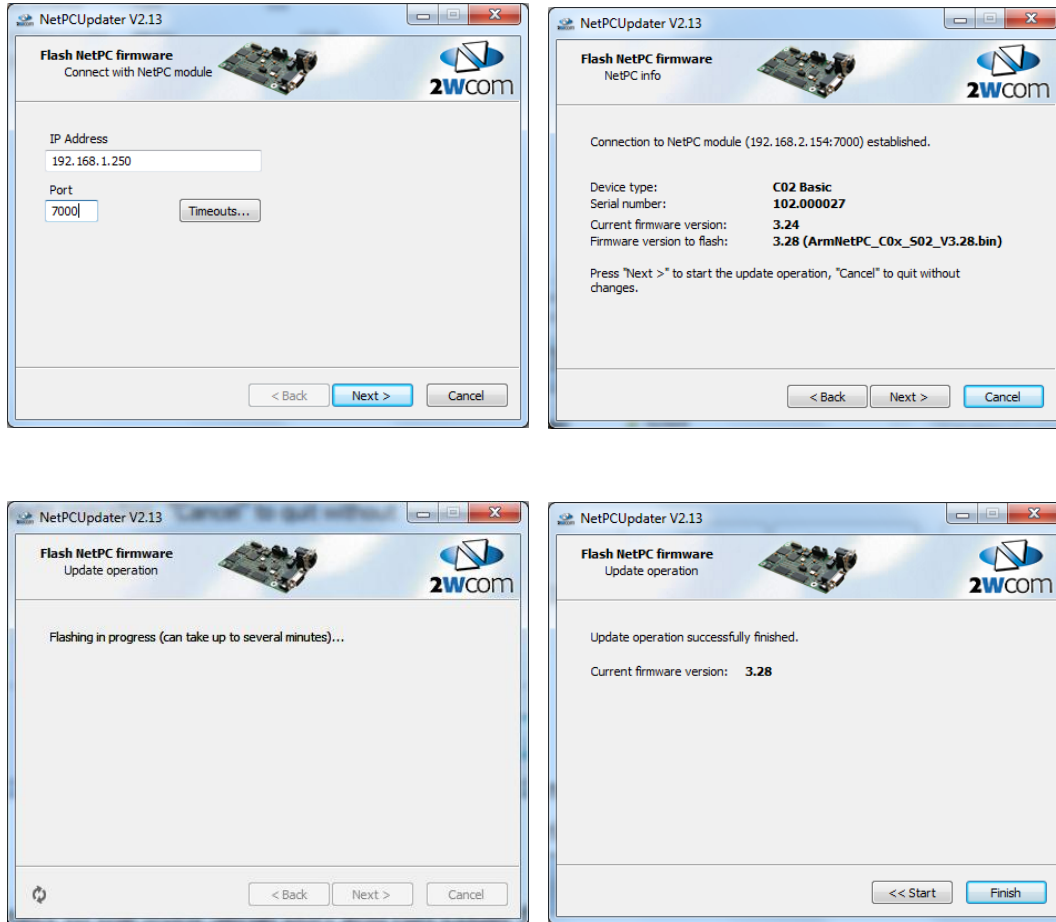 NetPCUpdater V2.13
Flash NetPC firmware
Connect with NetPC module
2wcom
IP Address
192.168.1.250
Port
7000
Timeouts...
< Back
Next >
Cancel
NetPCUpdater V2.13
Flash NetPC firmware
NetPC info
2wcom
Connection to NetPC module (192.168.2.154:7000) established.
Device type: C02 Basic
Serial number: 102.000027
Current firmware version: 3.24
Firmware version to flash: 3.28 (ArmNetPC_C0x_S02_V3.28.bin)
Press "Next >" to start the update operation, "Cancel" to quit without
changes.
< Back
Next >
Cancel
NetPCUpdater V2.13
"Cancel" to quit without
Flash NetPC firmware
Update operation
2wcom
Flashing in progress (can take up to several minutes)...
< Back
Next >
Cancel
NetPCUpdater V2.13
Flash NetPC firmware
Update operation
2wcom
Update operation successfully finished.
Current firmware version: 3.28
<< Start
Finish